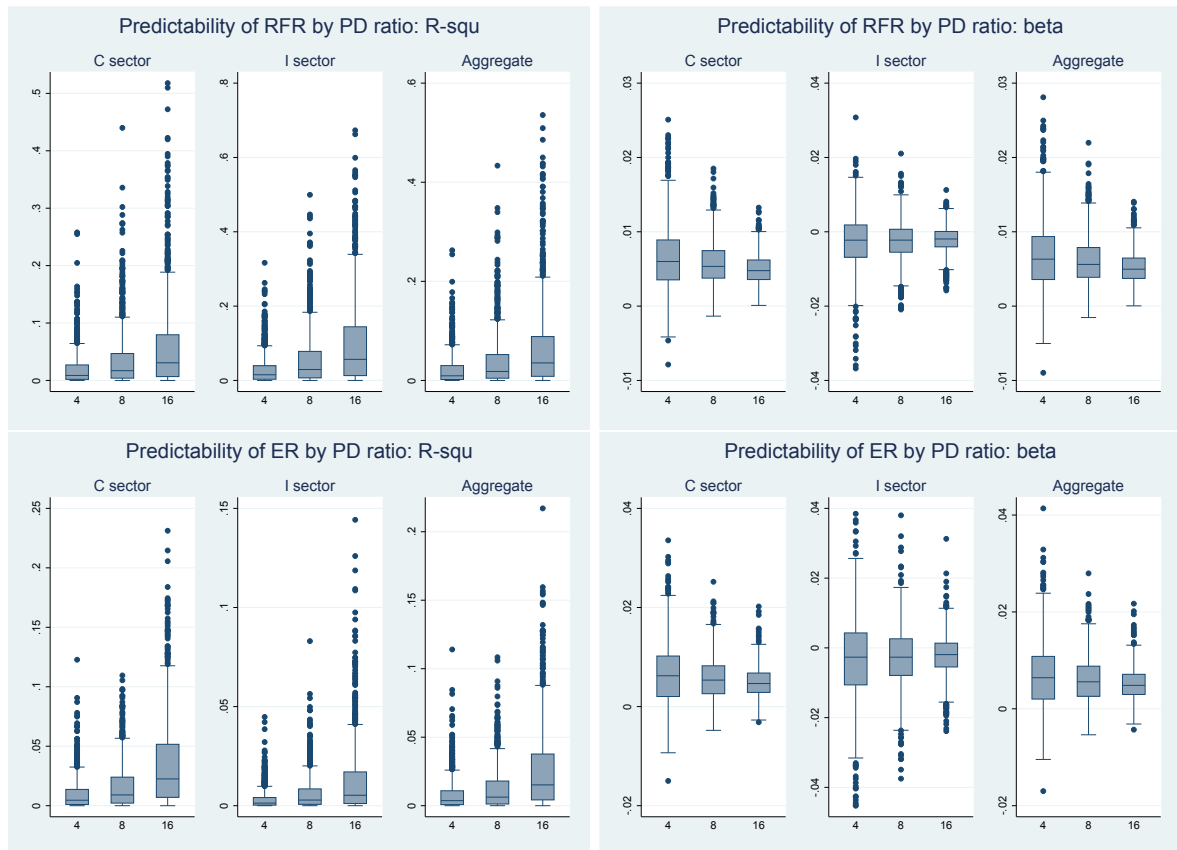 Predictability of RFR by PD ratio: R-squ
C sector
I sector
Aggregate
.5
.4
.3
.2
.1
0
4 8 16
.8
.6
.4
.2
0
4 8 16
.6
.4
.2
0
4 8 16
Predictability of RFR by PD ratio: beta
C sector
I sector
Aggregate
.03
.02
.01
0
-.01
4 8 16
.04
.02
0
-.02
-.04
4 8 16
.03
.02
.01
0
-.01
4 8 16
Predictability of ER by PD ratio: R-squ
C sector
I sector
Aggregate
.25
.2
.15
.1
.05
0
4 8 16
.15
.1
.05
0
4 8 16
.2
.15
.1
.05
0
4 8 16
Predictability of ER by PD ratio: beta
C sector
I sector
Aggregate
.04
.02
0
-.02
4 8 16
.04
.02
0
-.02
-.04
4 8 16
.04
.02
0
-.02
4 8 16